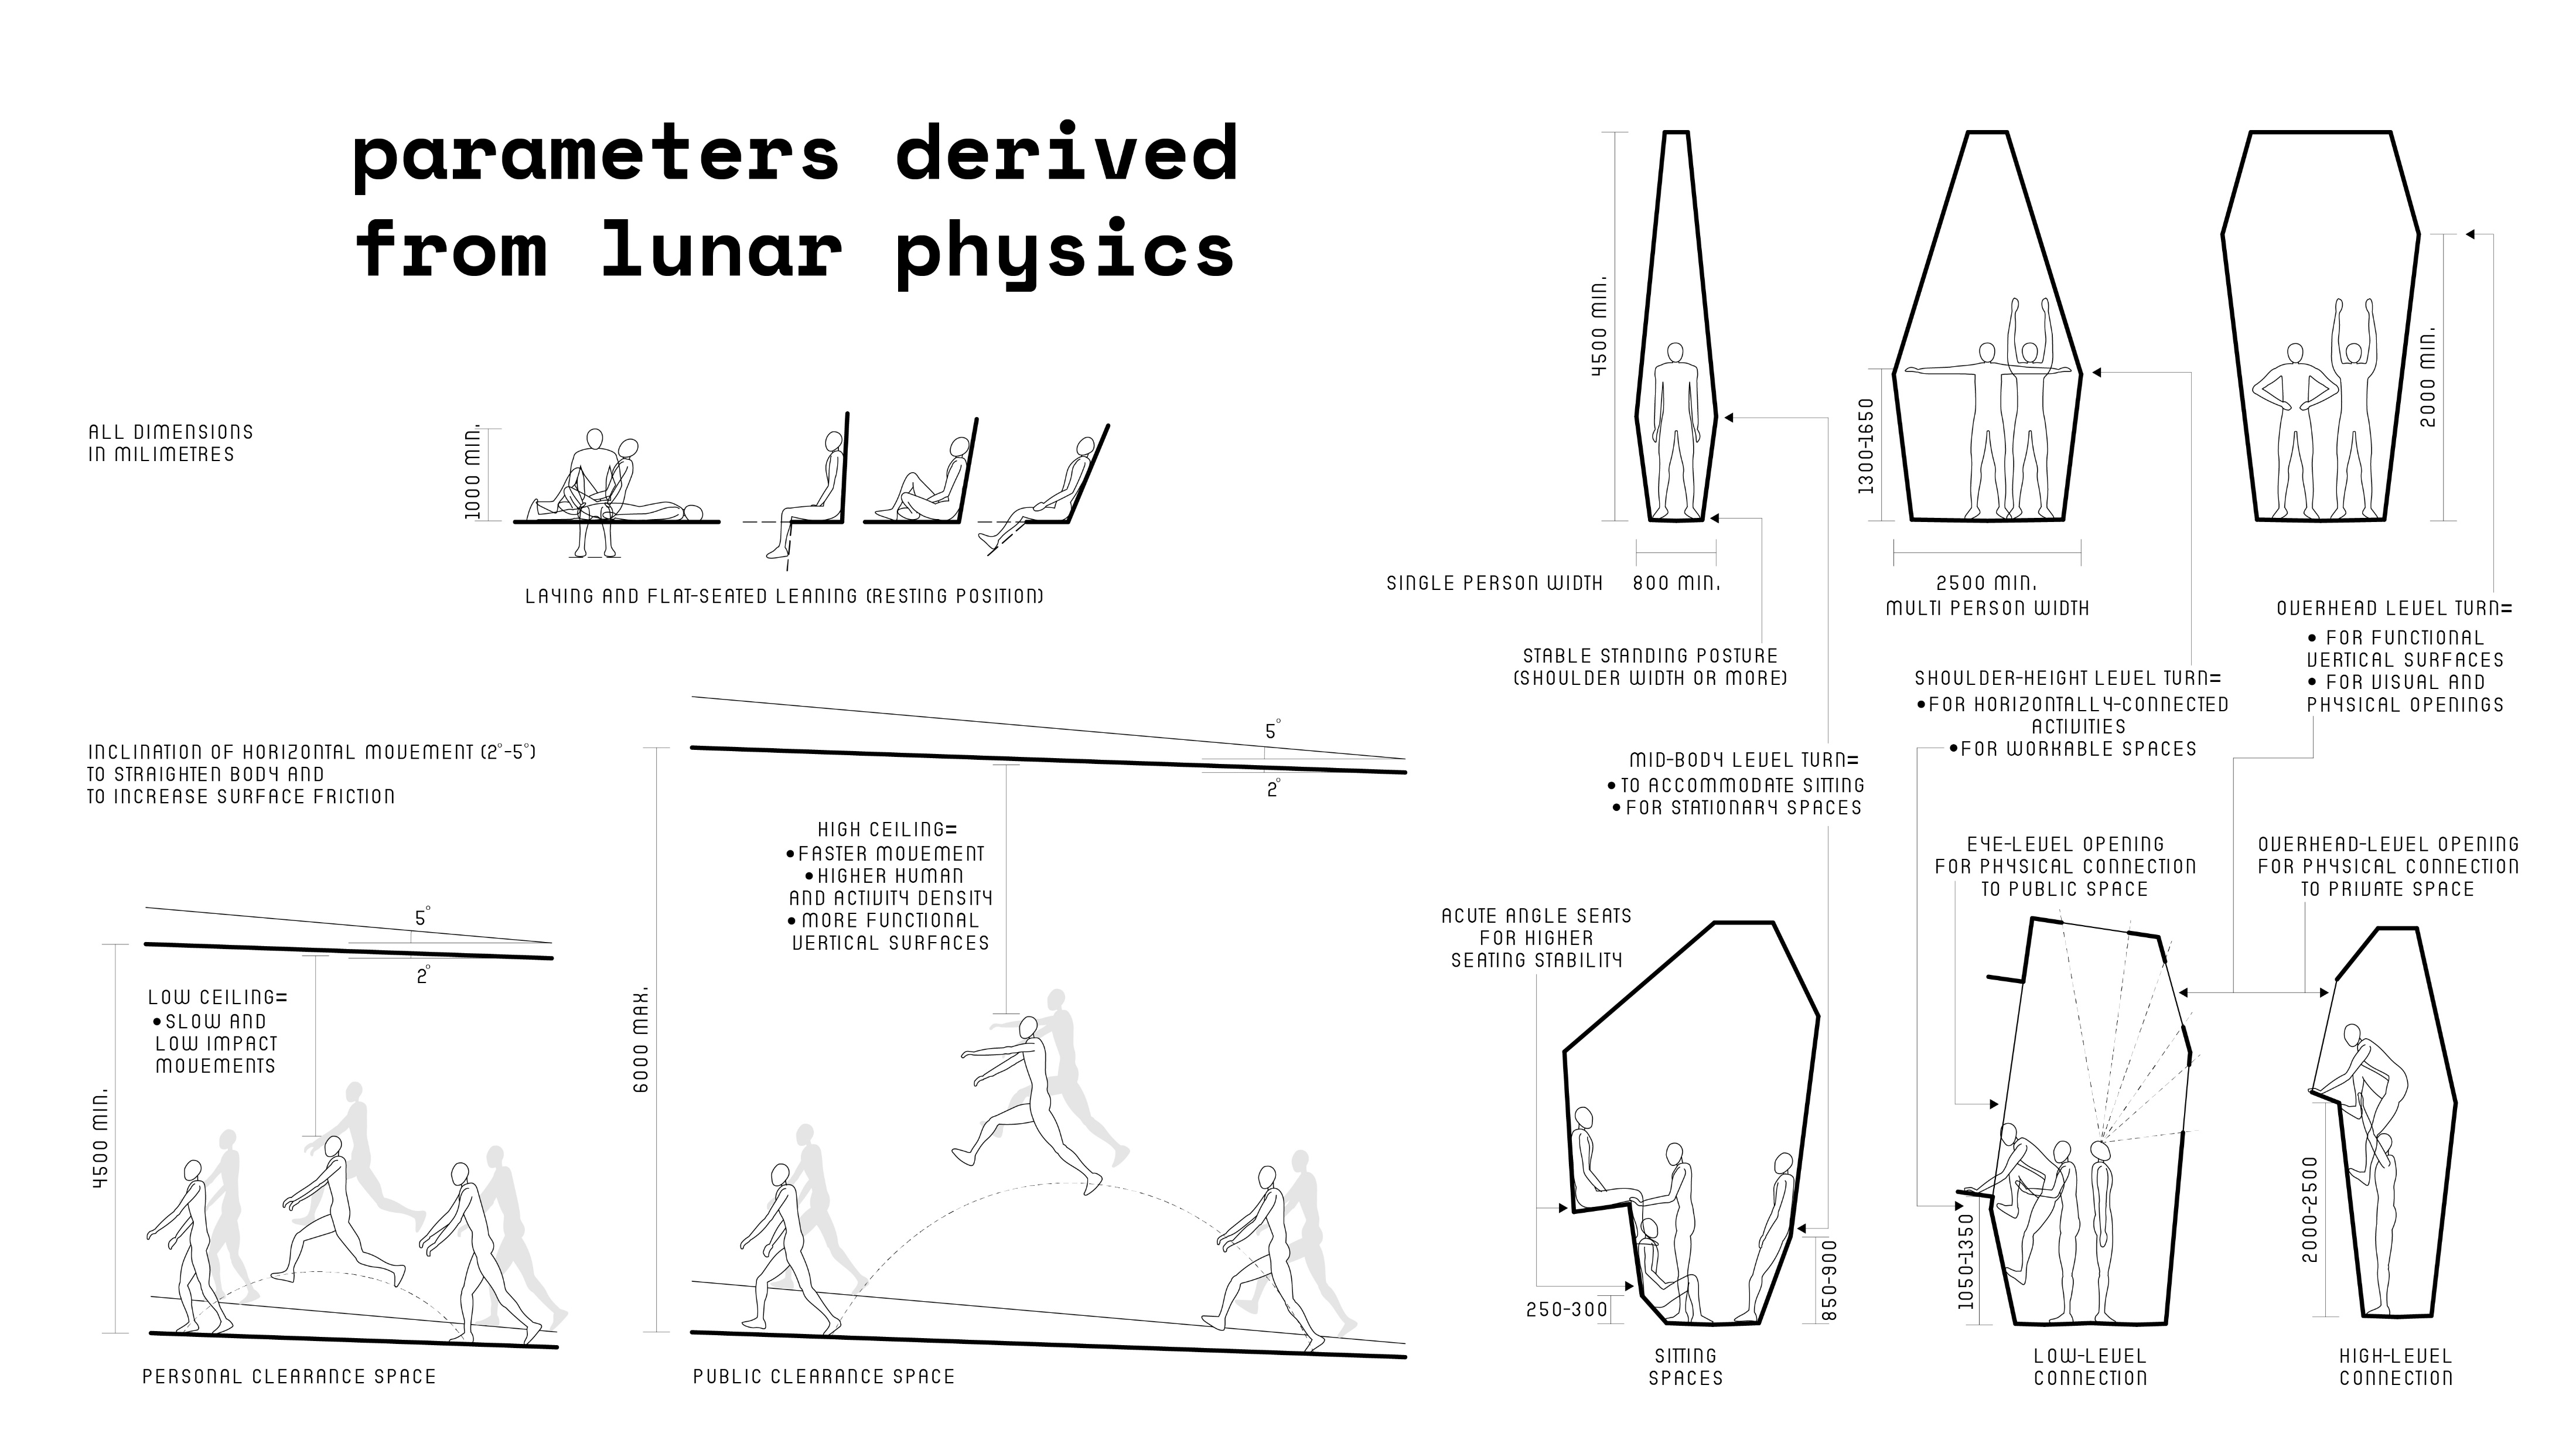 parameters derived
from lunar physics
ALL DIMENSIONS
IN MILIMETRES
1000 MIN.
LAYING AND FLAT-SEATED LEANING (RESTING POSITION)
INCLINATION OF HORIZONTAL MOVEMENT (2°-5°)
TO STRAIGHTEN BODY AND
TO INCREASE SURFACE FRICTION
5°
2°
4500 MIN.
LOW CEILING=
•SLOW AND
LOW IMPACT
MOVEMENTS
PERSONAL CLEARANCE SPACE
5°
2°
6000 MAX.
HIGH CEILING=
•FASTER MOVEMENT
•HIGHER HUMAN
AND ACTIVITY DENSITY
• MORE FUNCTIONAL
VERTICAL SURFACES
PUBLIC CLEARANCE SPACE
4500 MIN.
SINGLE PERSON WIDTH 800 MIN.
STABLE STANDING POSTURE
(SHOULDER WIDTH OR MORE)
MID-BODY LEVEL TURN=
• TO ACCOMMODATE SITTING
• FOR STATIONARY SPACES
1300-1650
2500 MIN.
MULTI PERSON WIDTH
SHOULDER-HEIGHT LEVEL TURN=
•FOR HORIZONTALLY-CONNECTED
ACTIVITIES
•FOR WORKABLE SPACES
2000 MIN.
OVERHEAD LEVEL TURN=
• FOR FUNCTIONAL
VERTICAL SURFACES
• FOR VISUAL AND
PHYSICAL OPENINGS
ACUTE ANGLE SEATS
FOR HIGHER
SEATING STABILITY
250-300
850-900
SITTING
SPACES
EYE-LEVEL OPENING
FOR PHYSICAL CONNECTION
TO PUBLIC SPACE
1050-1350
LOW-LEVEL
CONNECTION
OVERHEAD-LEVEL OPENING
FOR PHYSICAL CONNECTION
TO PRIVATE SPACE
2000-2500
HIGH-LEVEL
CONNECTION